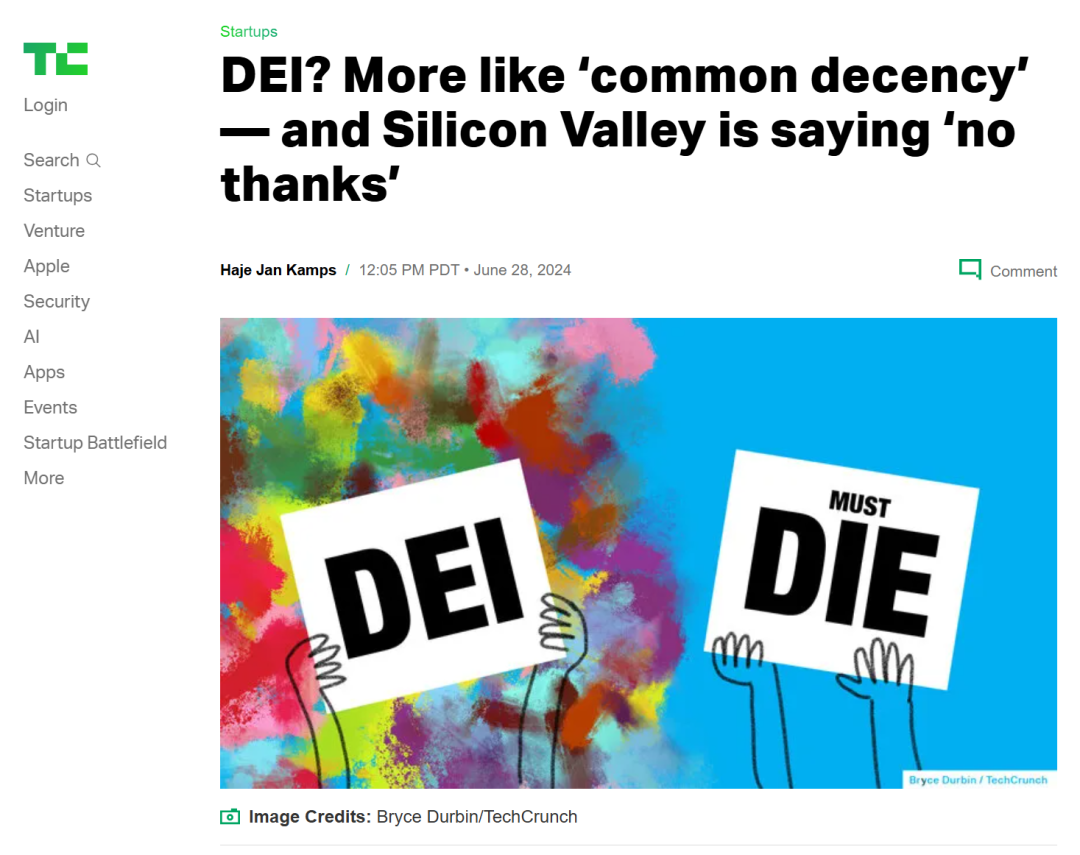 TC
Login
Search
Startups
Venture
Apple
Security
AI
Apps
Events
Startup Battlefield
More
Startups
DEI? More like ‘common decency’
— and Silicon Valley is saying ‘no
thanks’
Haje Jan Kamps / 12:05 PM PDT • June 28, 2024
Comment
DEI
MUST
DIE
Bryce Durbin / TechCrunch
Image Credits: Bryce Durbin/TechCrunch